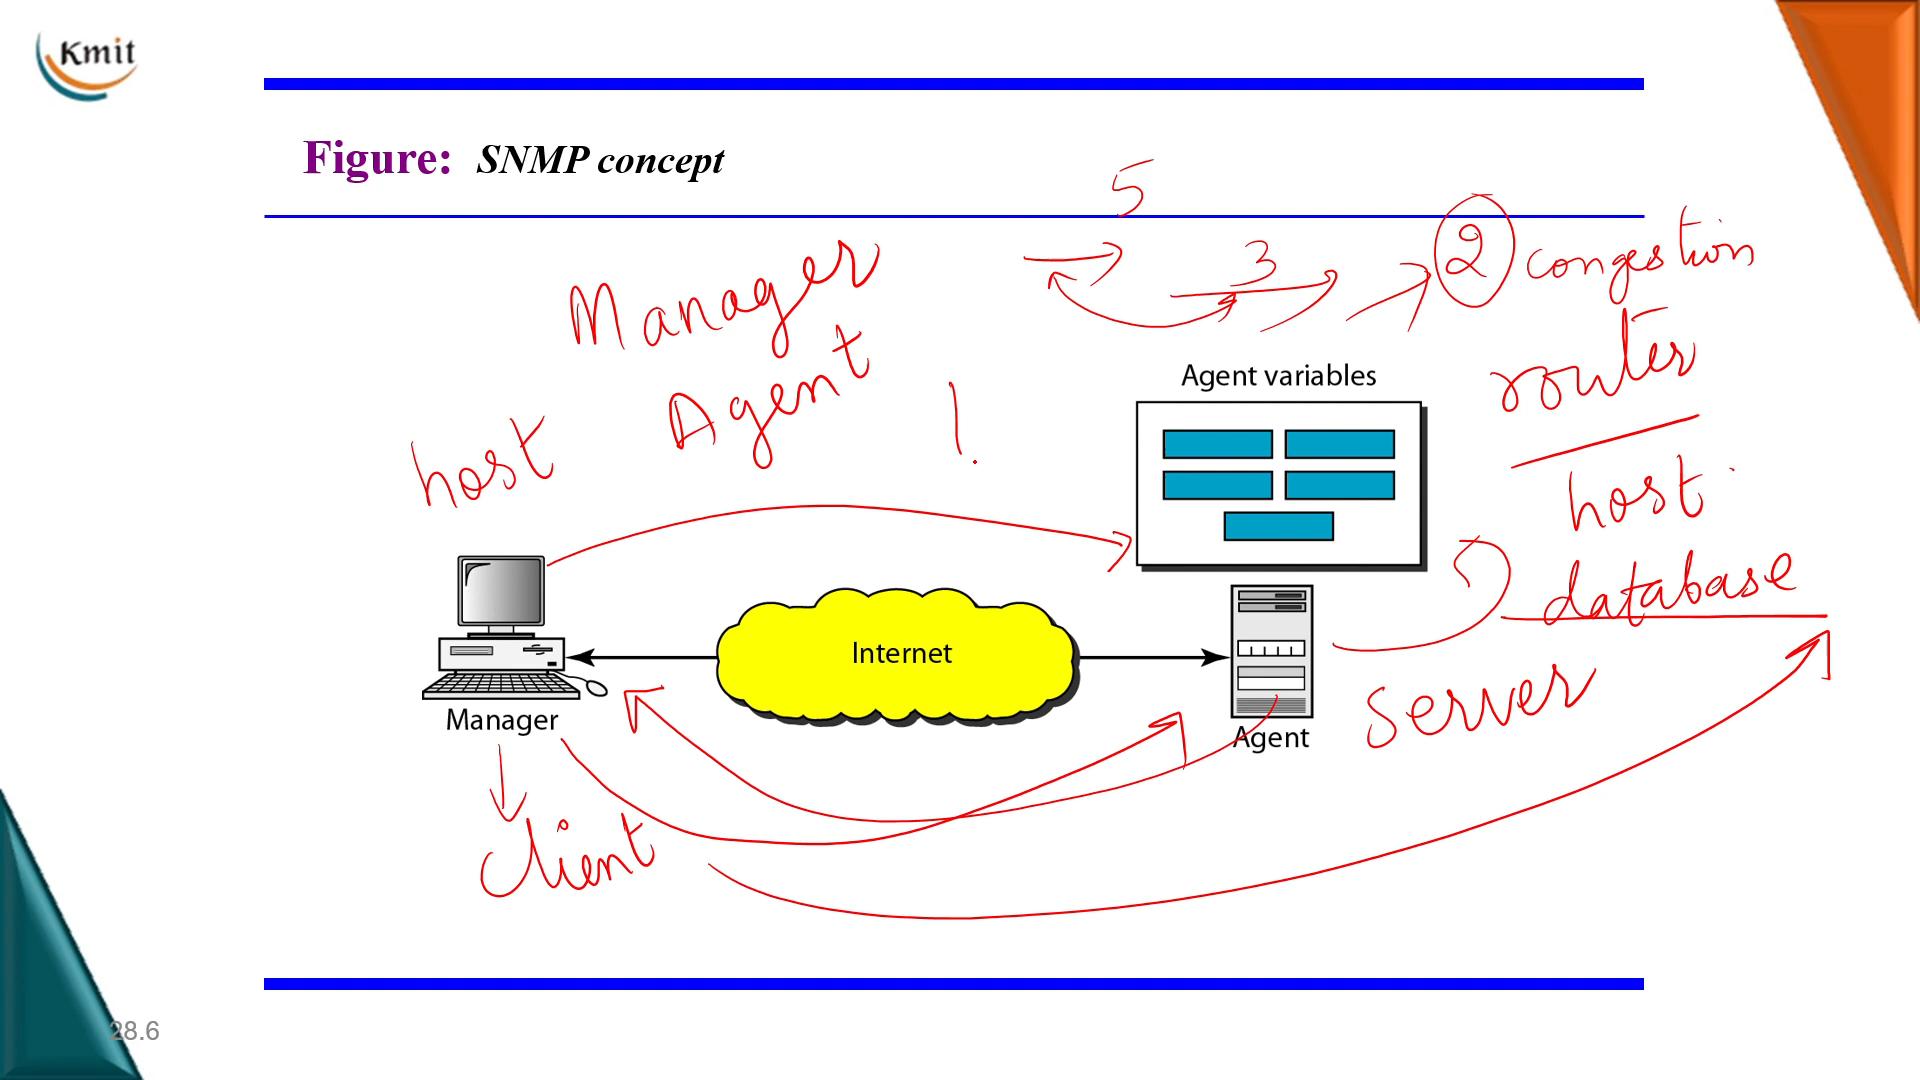 Kmit
Figure: SNMP concept
5
3
2 congestion
Manager
router
Agent
Agent variables
host
host
database
Internet
Manager
Agent
server
client
28.6